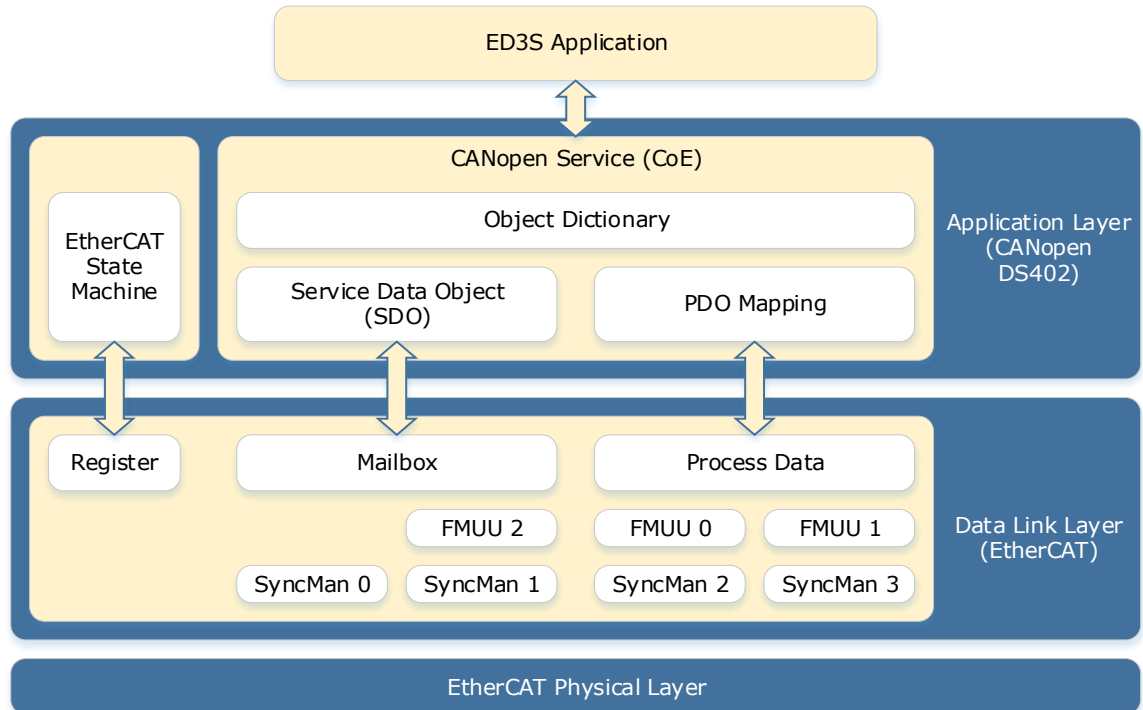 ED3S Application
CANopen Service (CoE)
Object Dictionary
EtherCAT
State
Machine
Service Data Object
(SDO)
PDO Mapping
Application Layer
(CANopen
DS402)
Register
Mailbox
Process Data
FMUU 2
FMUU 0
FMUU 1
SyncMan 0
SyncMan 1
SyncMan 2
SyncMan 3
Data Link Layer
(EtherCAT)
EtherCAT Physical Layer